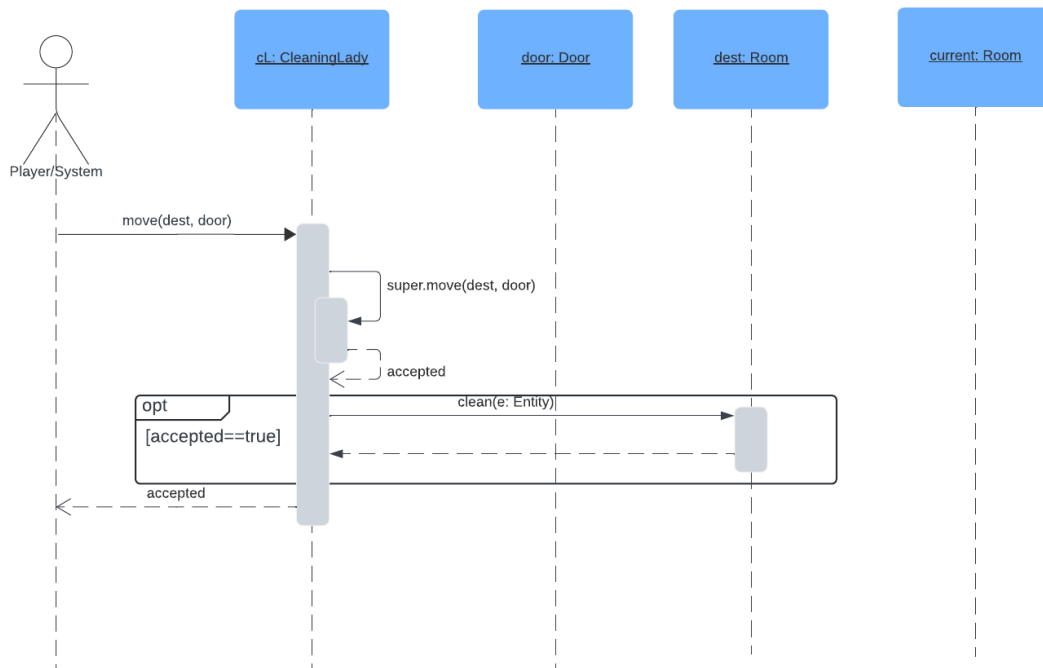 cL: CleaningLady
door: Door
dest: Room
current: Room
Player/System
move(dest, door)
super.move(dest, door)
accepted
opt
clean(e: Entity)
[accepted==true]
accepted